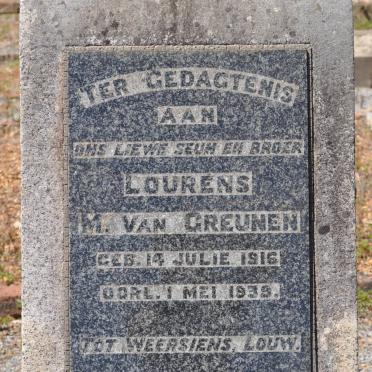 TER GEDAGTENIS
AAN
ONS LIEWE SEUN EN BROER
LOURENS
M. VAN GREUNEN
GEB. 14 JULIE 1916
OORL. 1 MEI 1939.
TOT WEERSIENS, LOUW.